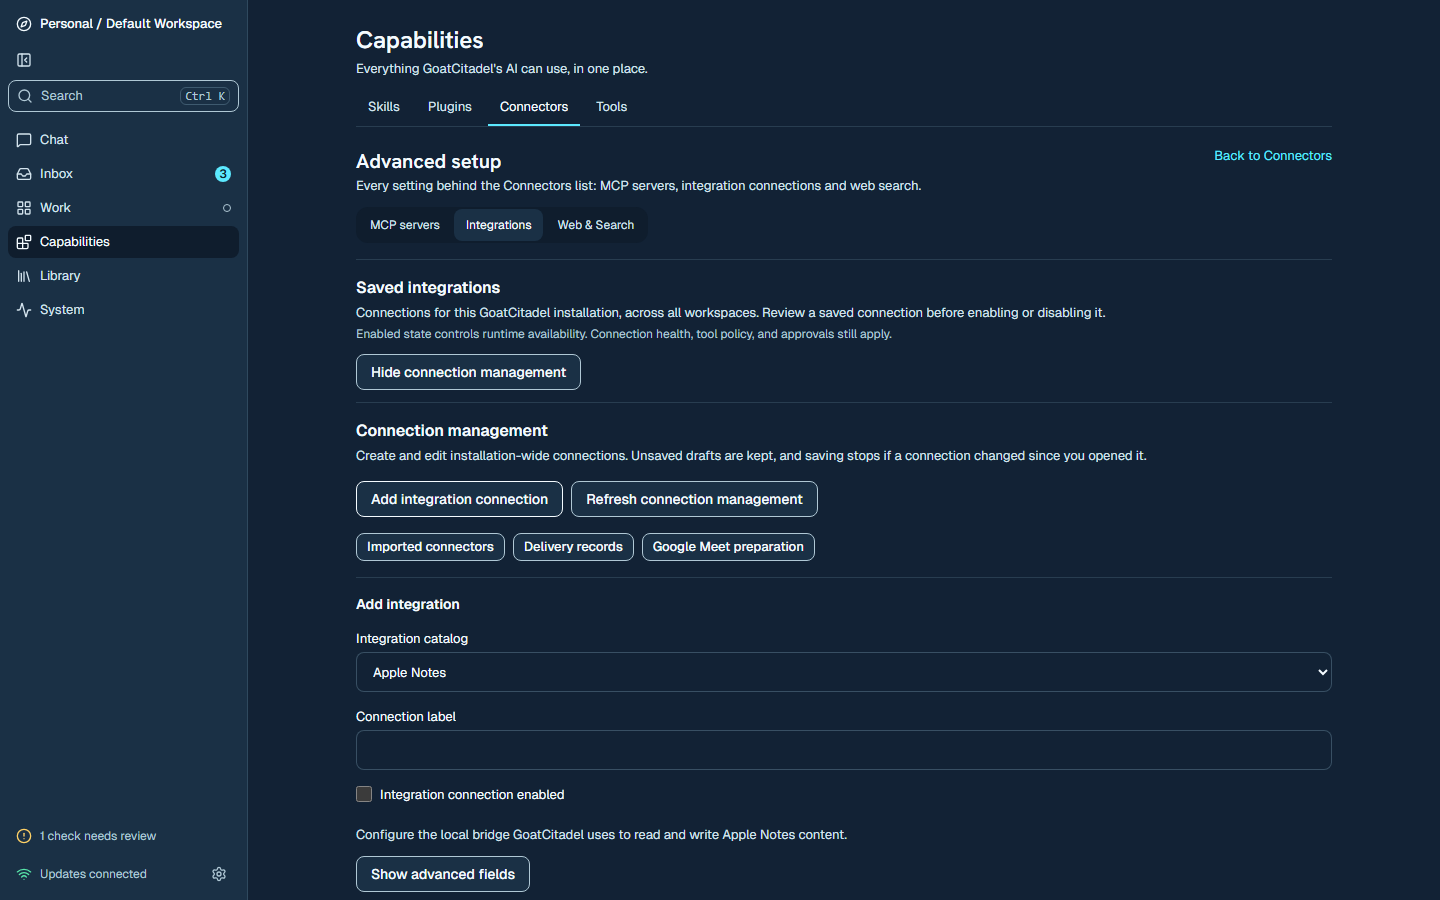 Personal / Default Workspace
Search
Ctrl K
Chat
Inbox
3
Work
Capabilities
Library
System
1 check needs review
Updates connected
Capabilities
Everything GoatCitadel's AI can use, in one place.
Skills
Plugins
Connectors
Tools
Advanced setup
Back to Connectors
Every setting behind the Connectors list: MCP servers, integration connections and web search.
MCP servers
Integrations
Web & Search
Saved integrations
Connections for this GoatCitadel installation, across all workspaces. Review a saved connection before enabling or disabling it.
Enabled state controls runtime availability. Connection health, tool policy, and approvals still apply.
Hide connection management
Connection management
Create and edit installation-wide connections. Unsaved drafts are kept, and saving stops if a connection changed since you opened it.
Add integration connection
Refresh connection management
Imported connectors
Delivery records
Google Meet preparation
Add integration
Integration catalog
Apple Notes
Connection label
Integration connection enabled
Configure the local bridge GoatCitadel uses to read and write Apple Notes content.
Show advanced fields